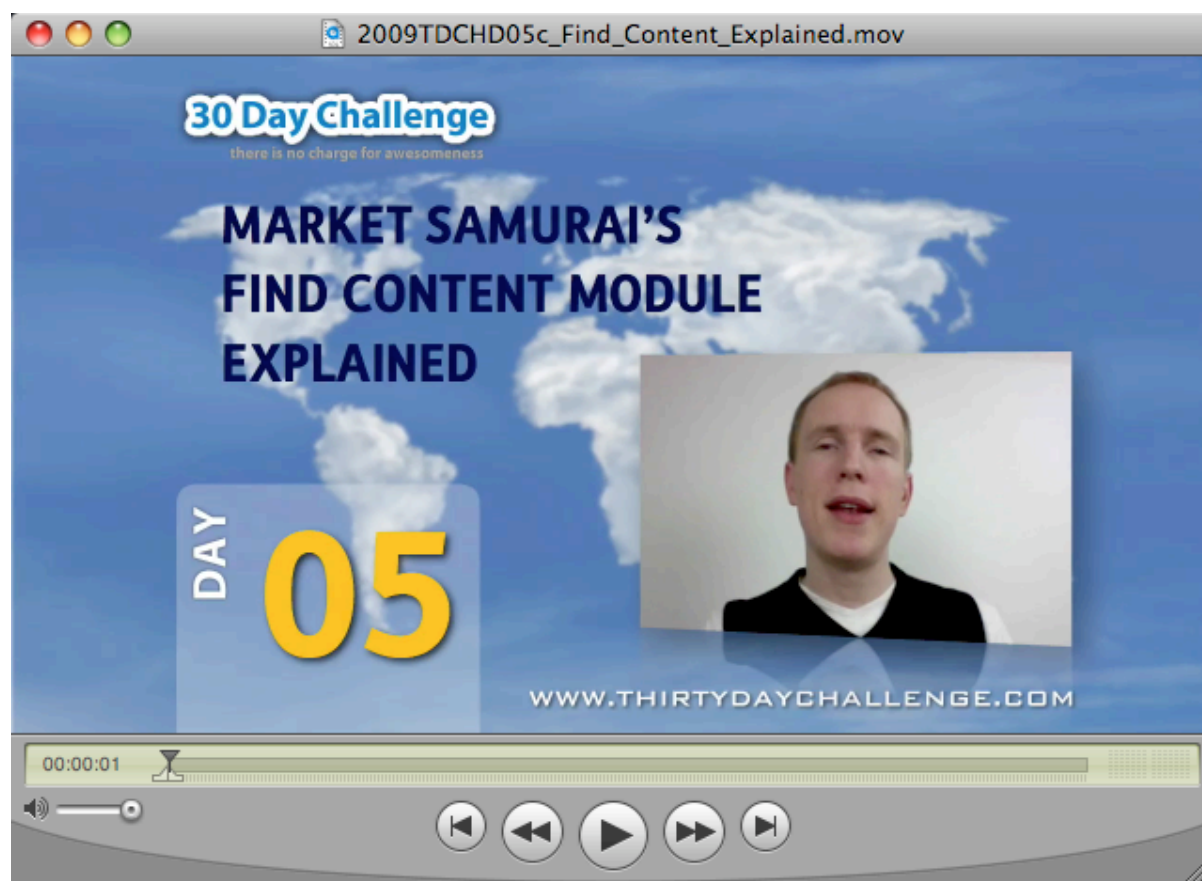 2009TDCHD05c_Find_Content_Explained.mov
30 Day Challenge
there is no charge for awesomeness
MARKET SAMURAI'S
FIND CONTENT MODULE
EXPLAINED
DAY
05
WWW.THIRTYDAYCHALLENGE.COM
00:00:01